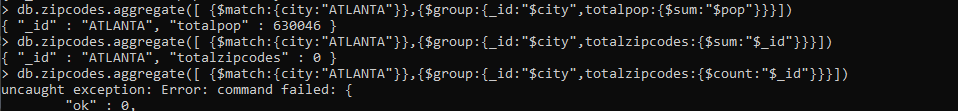 > db.zipcodes.aggregate([ {$match:{city:"ATLANTA"}},{$group:{_id:"$city",totalpop:{$sum:"$pop"}}}])
{ "_id" : "ATLANTA", "totalpop" : 630046 }
> db.zipcodes.aggregate([ {$match:{city:"ATLANTA"}},{$group:{_id:"$city",totalzipcodes:{$sum:"$_id"}}}])
{ "_id" : "ATLANTA", "totalzipcodes" : 0 }
> db.zipcodes.aggregate([ {$match:{city:"ATLANTA"}},{$group:{_id:"$city",totalzipcodes:{$count:"$_id"}}}])
uncaught exception: Error: command failed: {
"ok" : 0,